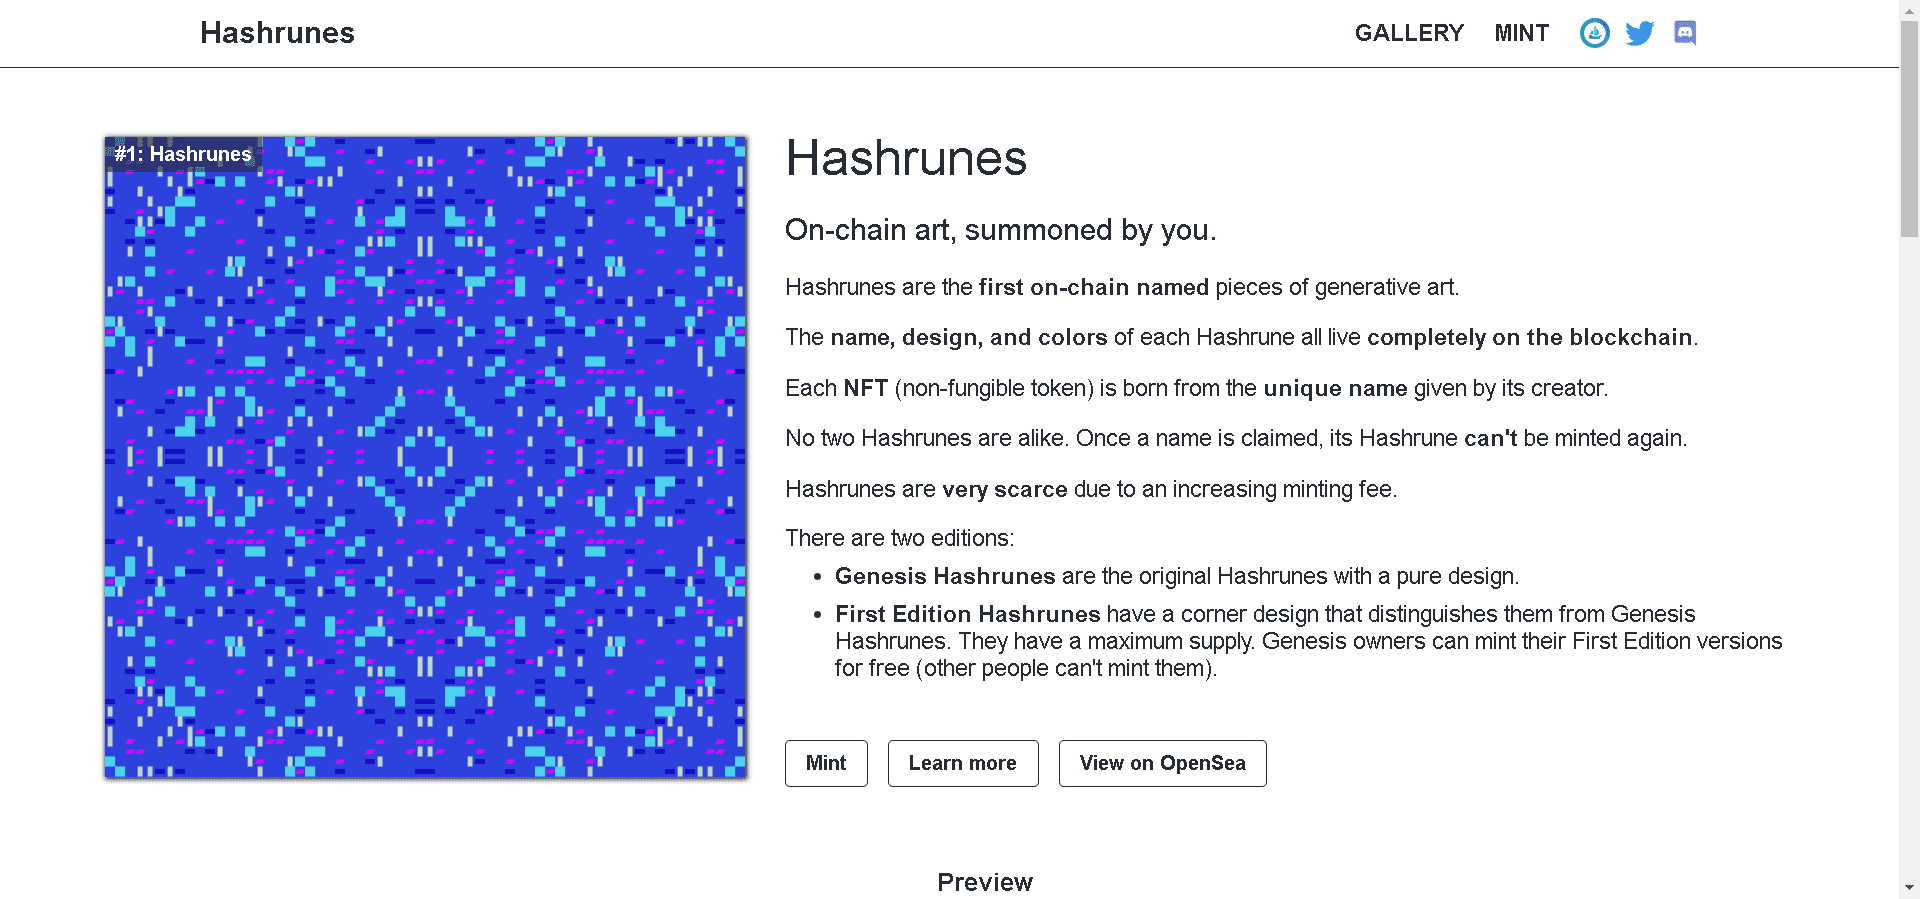 Hashrunes
GALLERY
MINT
#1: Hashrunes
Hashrunes
On-chain art, summoned by you.
Hashrunes are the first on-chain named pieces of generative art.
The name, design, and colors of each Hashrune all live completely on the blockchain.
Each NFT (non-fungible token) is born from the unique name given by its creator.
No two Hashrunes are alike. Once a name is claimed, its Hashrune can't be minted again.
Hashrunes are very scarce due to an increasing minting fee.
There are two editions:
• Genesis Hashrunes are the original Hashrunes with a pure design.
• First Edition Hashrunes have a corner design that distinguishes them from Genesis
Hashrunes. They have a maximum supply. Genesis owners can mint their First Edition versions
for free (other people can't mint them).
Mint
Learn more
View on OpenSea
Preview